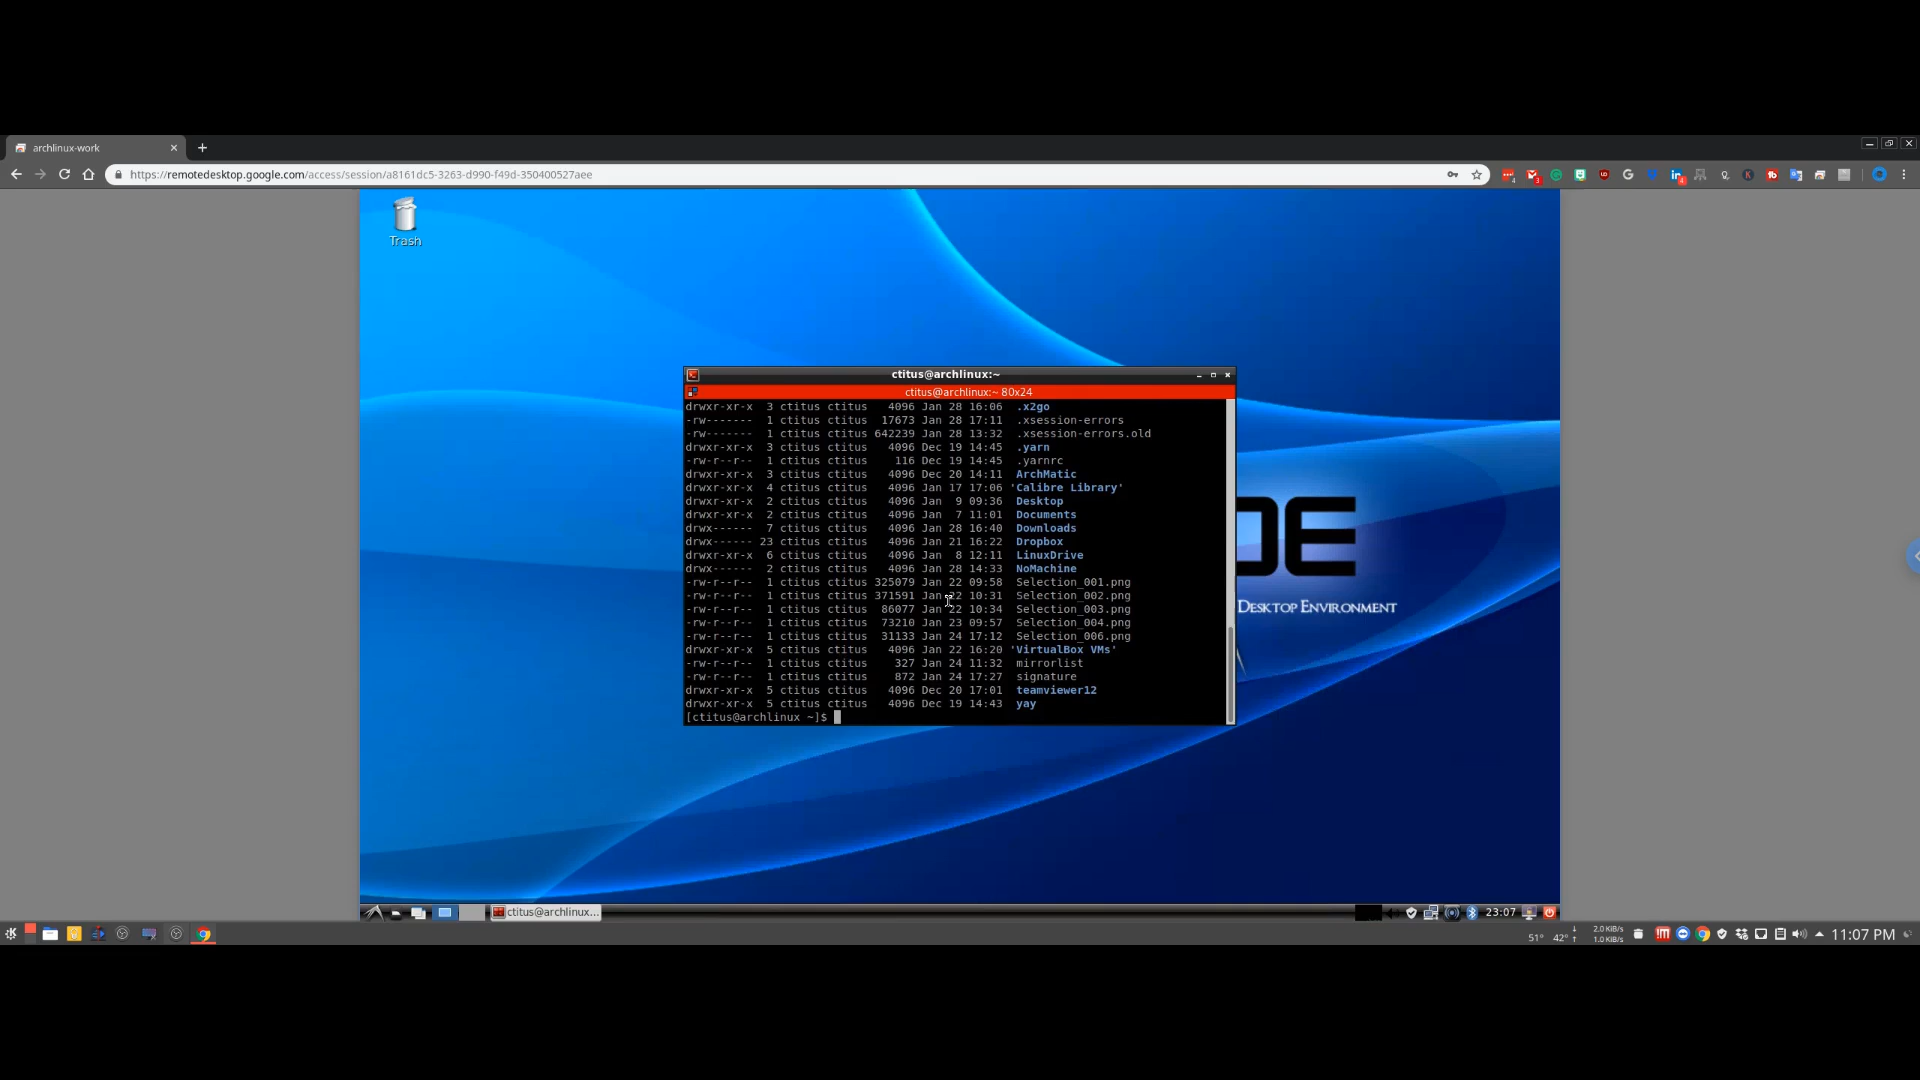 archlinux-work
https://remotedesktop.google.com/access/session/a8161dc5-3263-d990-f49d-350400527aee
Trash
ctitus@archlinux:~
ctitus@archlinux:~ 80x24
drwxr-xr-x  3 ctitus ctitus   4096 Jan 28 16:06  .x2go
-rw-------  1 ctitus ctitus  17673 Jan 28 17:11  .xsession-errors
-rw-------  1 ctitus ctitus 642239 Jan 28 13:32  .xsession-errors.old
drwxr-xr-x  3 ctitus ctitus   4096 Dec 19 14:45  .yarn
-rw-r--r--  1 ctitus ctitus    116 Dec 19 14:45  .yarnrc
drwxr-xr-x  3 ctitus ctitus   4096 Dec 20 14:11  ArchMatic
drwxr-xr-x  4 ctitus ctitus   4096 Jan 17 17:06 'Calibre Library'
drwxr-xr-x  2 ctitus ctitus   4096 Jan  9 09:36  Desktop
drwxr-xr-x  2 ctitus ctitus   4096 Jan  7 11:01  Documents
drwx------  7 ctitus ctitus   4096 Jan 28 16:40  Downloads
drwx------ 23 ctitus ctitus   4096 Jan 21 16:22  Dropbox
drwxr-xr-x  6 ctitus ctitus   4096 Jan  8 12:11  LinuxDrive
drwx------  2 ctitus ctitus   4096 Jan 28 14:33  NoMachine
-rw-r--r--  1 ctitus ctitus 325079 Jan 22 09:58  Selection_001.png
-rw-r--r--  1 ctitus ctitus 371591 Jan 22 10:31  Selection_002.png
-rw-r--r--  1 ctitus ctitus  86077 Jan 22 10:34  Selection_003.png
-rw-r--r--  1 ctitus ctitus  73210 Jan 23 09:57  Selection_004.png
-rw-r--r--  1 ctitus ctitus  31133 Jan 24 17:12  Selection_006.png
drwxr-xr-x  5 ctitus ctitus   4096 Jan 22 16:20 'VirtualBox VMs'
-rw-r--r--  1 ctitus ctitus    327 Jan 24 11:32  mirrorlist
-rw-r--r--  1 ctitus ctitus    872 Jan 24 17:27  signature
drwxr-xr-x  5 ctitus ctitus   4096 Dec 20 17:01  teamviewer12
drwxr-xr-x  5 ctitus ctitus   4096 Dec 19 14:43  yay
[ctitus@archlinux ~]$
DE
DESKTOP ENVIRONMENT
ctitus@archlinux...
23:07
51° 42°
2.0 KiB/s
1.0 KiB/s
11:07 PM